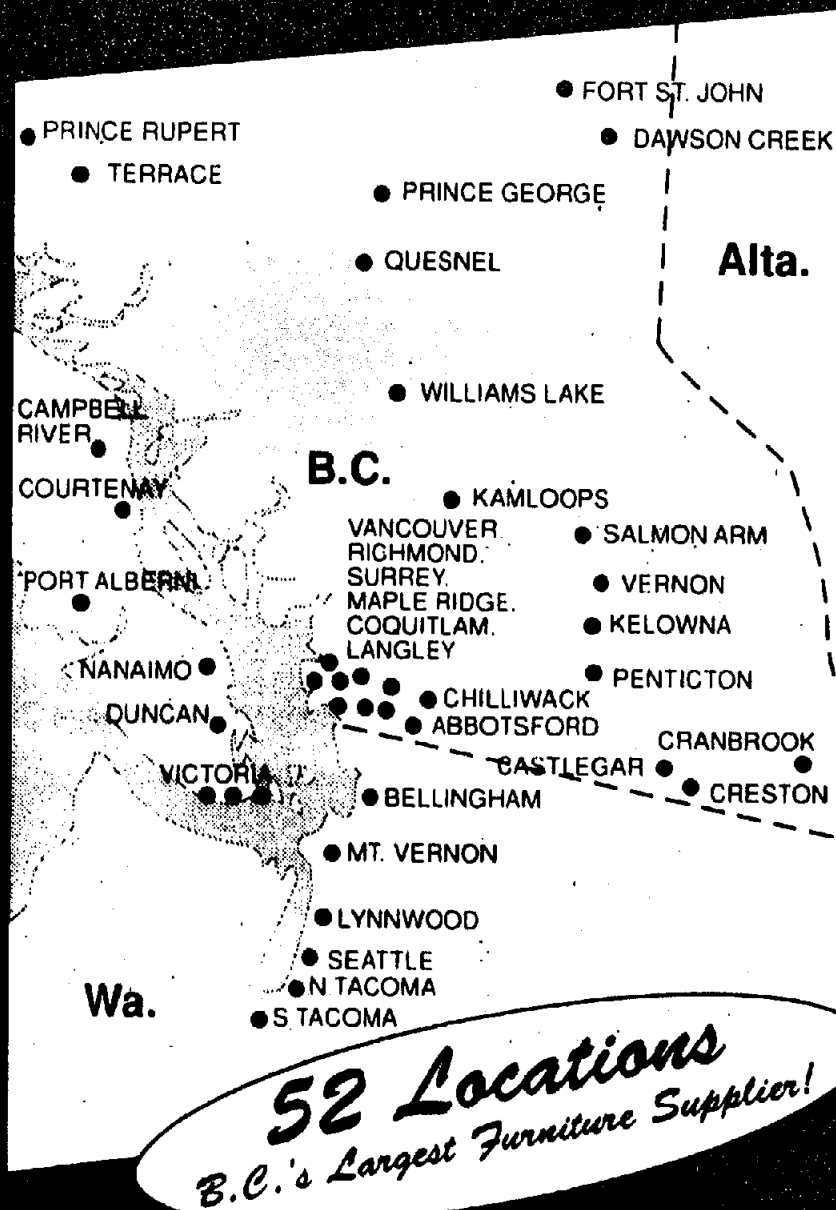 FORT ST. JOHN
PRINCE RUPERT
DAWSON CREEK
TERRACE
PRINCE GEORGE
QUESNEL
Alta.
WILLIAMS LAKE
CAMPBELL
RIVER
B.C.
COURTENAY
KAMLOOPS
VANCOUVER
RICHMOND.
SURREY.
MAPLE RIDGE.
COQUITLAM.
LANGLEY
SALMON ARM
VERNON
KELOWNA
PENTICTON
PORT ALBERNI
NANAIMO
CHILLIWACK
DUNCAN
ABBOTSFORD
CRANBROOK
CASTLEGAR
CRESTON
VICTORIA
BELLINGHAM
MT. VERNON
LYNNWOOD
SEATTLE
Wa.
N TACOMA
S TACOMA
52 Locations
B.C.'s Largest Furniture Supplier!